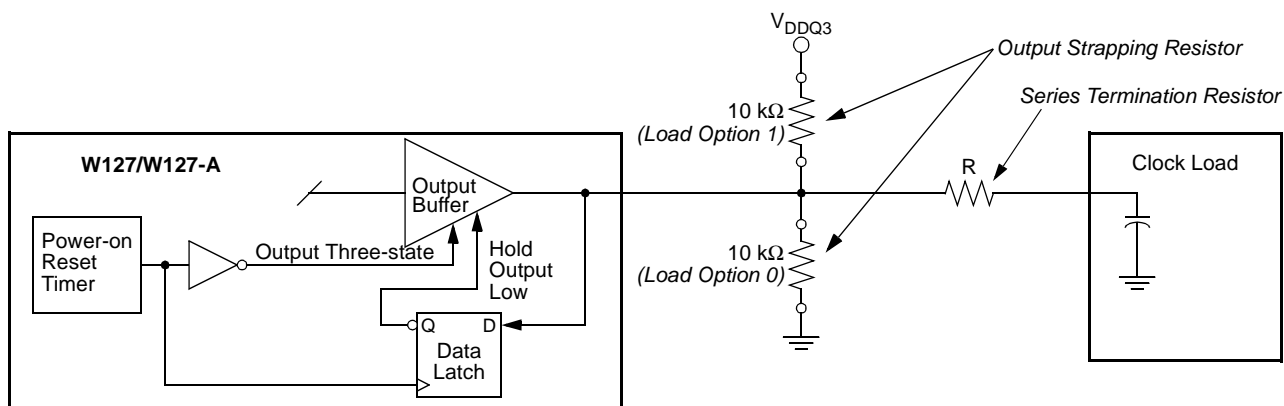 V_DDQ3
Output Strapping Resistor
Series Termination Resistor
10 kΩ
(Load Option 1)
W127/W127-A
Clock Load
R
Output
Buffer
Power-on
Reset
Timer
Output Three-state
Hold
Output
Low
10 kΩ
(Load Option 0)
Q D
Data
Latch